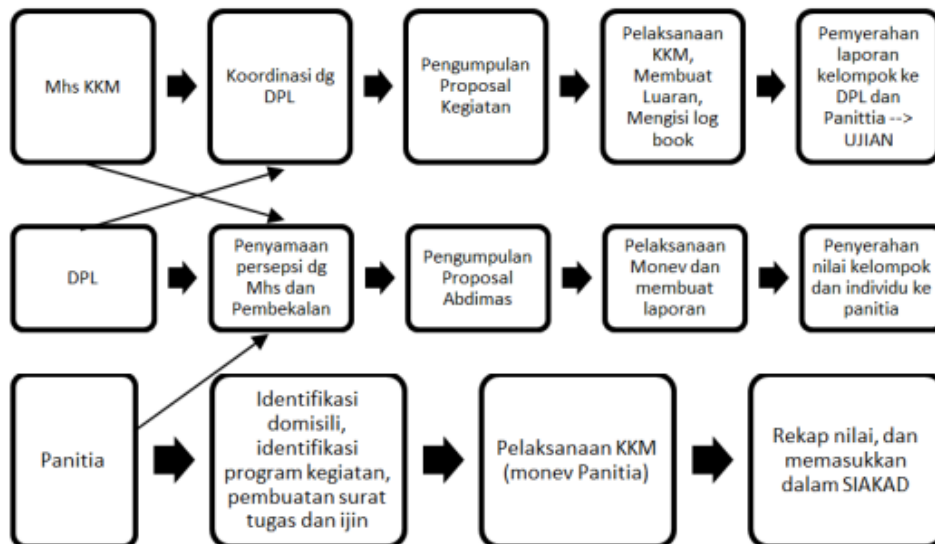 Mhs KKM
Koordinasi dg
DPL
Pengumpulan
Proposal
Kegiatan
Pelaksanaan
KKM,
Membuat
Luaran,
Mengisi log
book
Pemyerahan
laporan
kelompok ke
DPL dan
Panittia -->
UJIAN
DPL
Penyamaan
persepsi dg
Mhs dan
Pembekalan
Pengumpulan
Proposal
Abdimas
Pelaksanaan
Monev dan
membuat
laporan
Penyerahan
nilai kelompok
dan individu ke
panitia
Panitia
Identifikasi
domisili,
identifikasi
program kegiatan,
pembuatan surat
tugas dan ijin
Pelaksanaan KKM
(monev Panitia)
Rekap nilai, dan
memasukkan
dalam SIAKAD